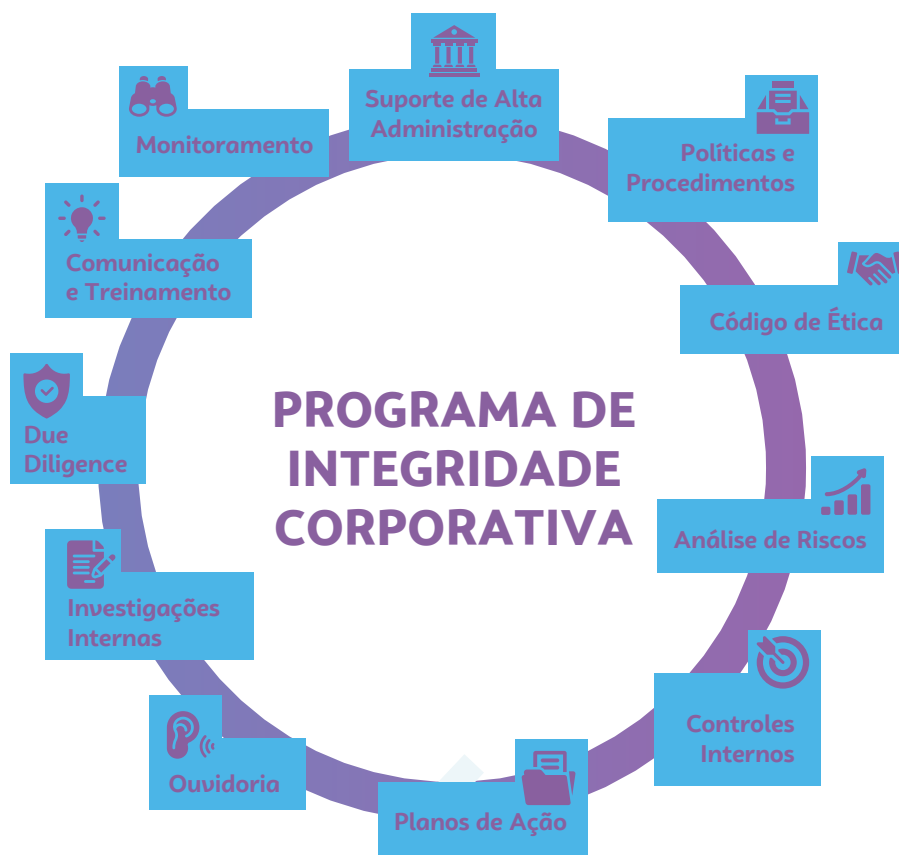 Suporte de Alta
Administração
Políticas e
Procedimentos
Código de Ética
Análise de Riscos
Controles
Internos
Planos de Ação
Ouvidoria
Investigações
Internas
Due
Diligence
Comunicação
e Treinamento
Monitoramento
PROGRAMA DE
INTEGRIDADE
CORPORATIVA